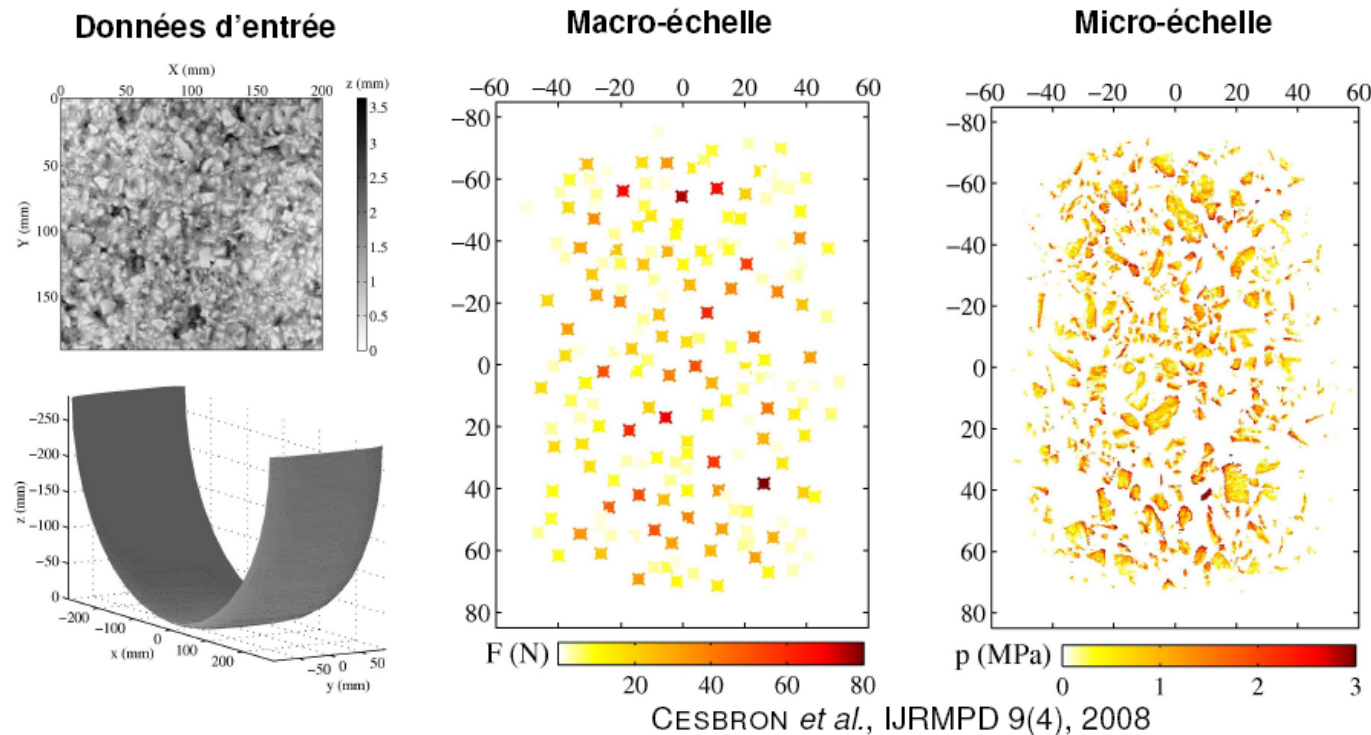 Données d'entrée
X (mm)
0 50 100 150 200
z (mm)
0
50
100
150
Y (mm)
3.5
3
2.5
2
1.5
1
0.5
0
−250
−200
−150
−100
−50
0
z (mm)
−200
−100
0
100
200
x (mm)
−50 0 50
y (mm)
Macro-échelle
−60 −40 −20 0 20 40 60
−80
−60
−40
−20
0
20
40
60
80
F (N)
20 40 60 80
Micro-échelle
−60 −40 −20 0 20 40 60
−80
−60
−40
−20
0
20
40
60
80
p (MPa)
0 1 2 3
CESBRON et al., IJRMPD 9(4), 2008